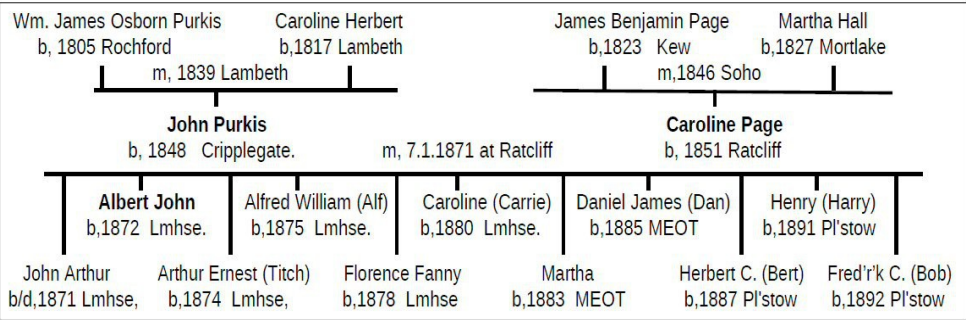 Wm. James Osborn Purkis Caroline Herbert James Benjamin Page Martha Hall
b, 1805 Rochford b,1817 Lambeth b,1823 Kew b,1827 Mortlake
m, 1839 Lambeth m,1846 Soho
John Purkis Caroline Page
b, 1848 Cripplegate. m, 7.1.1871 at Ratcliff b, 1851 Ratcliff
Albert John Alfred William (Alf) Caroline (Carrie) Daniel James (Dan) Henry (Harry)
b,1872 Lmhse. b,1875 Lmhse. b,1880 Lmhse. b,1885 MEOT b,1891 Pl'stow
John Arthur Arthur Ernest (Titch) Florence Fanny Martha Herbert C. (Bert) Fred'r'k C. (Bob)
b/d,1871 Lmhse, b,1874 Lmhse, b,1878 Lmhse b,1883 MEOT b,1887 Pl'stow b,1892 Pl'stow